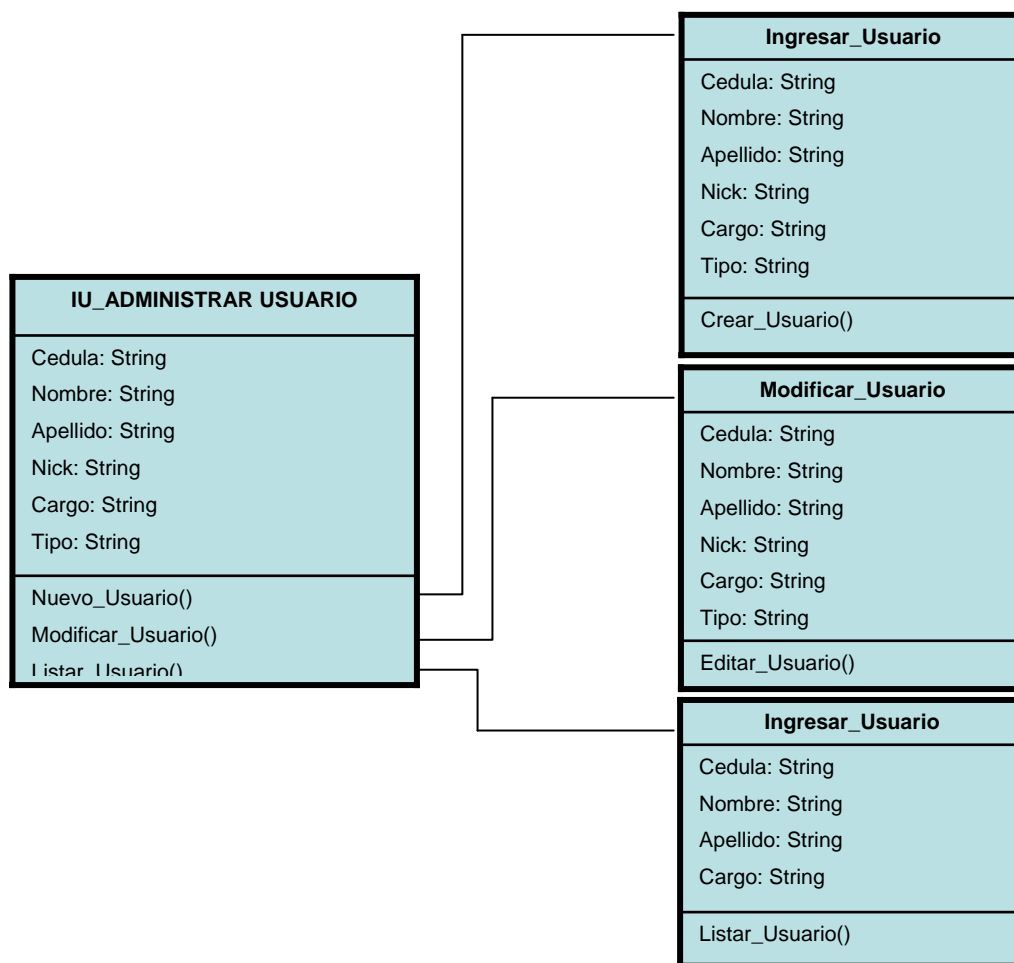 Ingresar_Usuario
Cedula: String
Nombre: String
Apellido: String
Nick: String
Cargo: String
Tipo: String
Crear_Usuario()
IU_ADMINISTRAR USUARIO
Cedula: String
Nombre: String
Apellido: String
Nick: String
Cargo: String
Tipo: String
Nuevo_Usuario()
Modificar_Usuario()
Listar_Usuario()
Modificar_Usuario
Cedula: String
Nombre: String
Apellido: String
Nick: String
Cargo: String
Tipo: String
Editar_Usuario()
Ingresar_Usuario
Cedula: String
Nombre: String
Apellido: String
Cargo: String
Listar_Usuario()